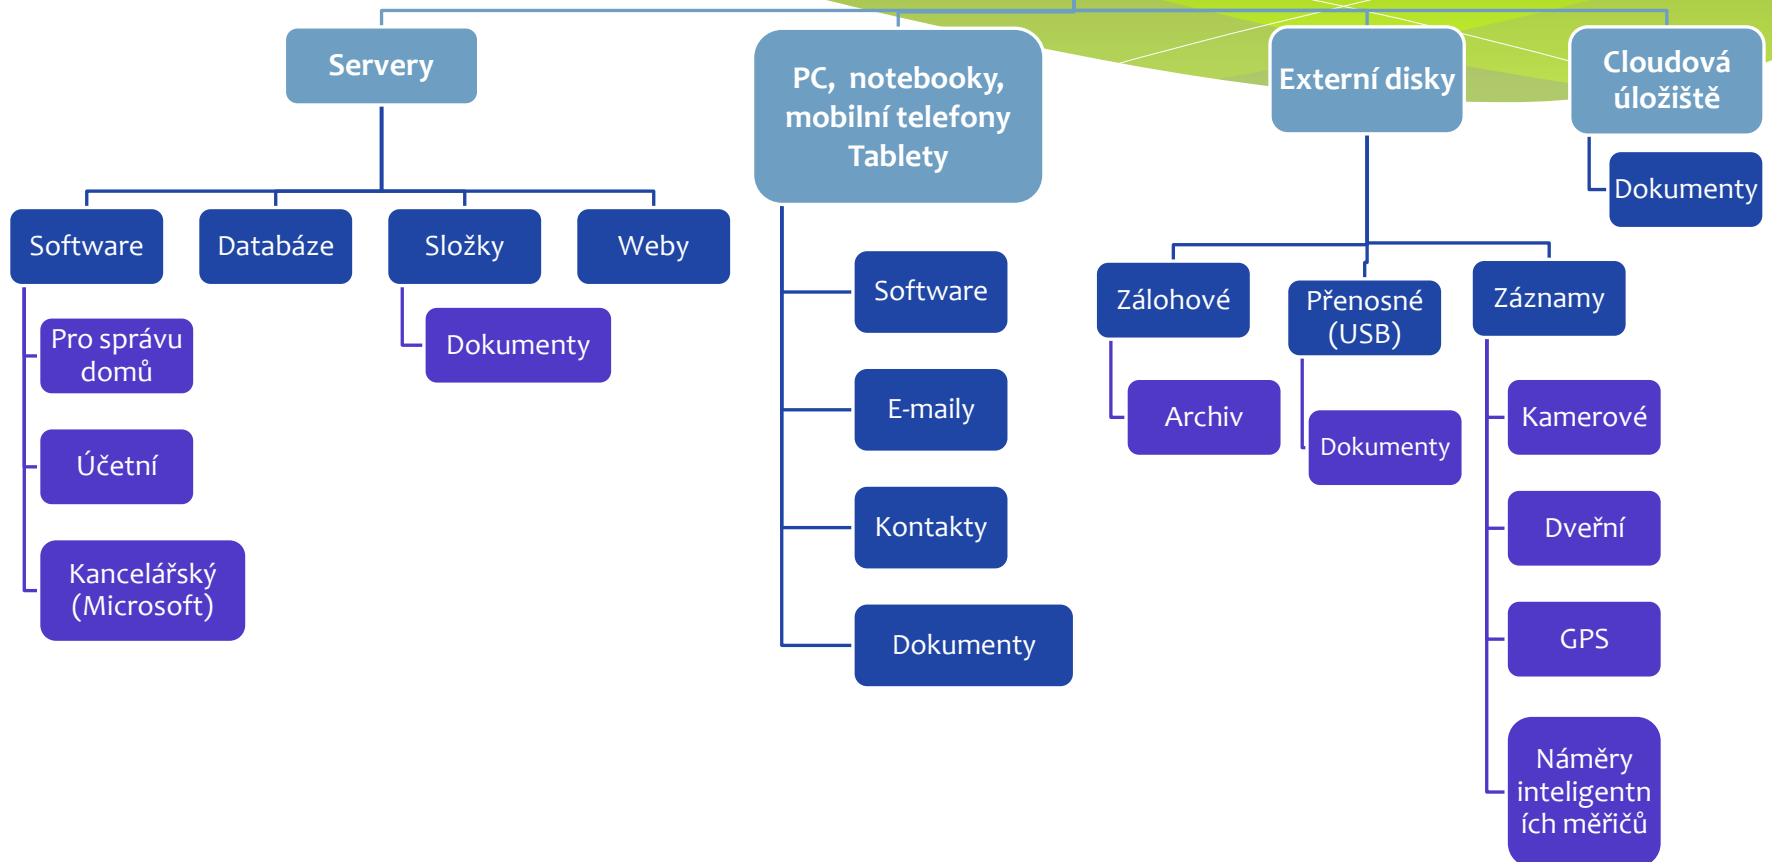 Servery
PC, notebooky,
mobilní telefony
Tablety
Externí disky
Cloudová
úložiště
Software
Databáze
Složky
Weby
Pro správu
domů
Účetní
Kancelářský
(Microsoft)
Dokumenty
Software
E-maily
Kontakty
Dokumenty
Zálohové
Přenosné
(USB)
Záznamy
Archiv
Dokumenty
Kamerové
Dveřní
GPS
Náměry
inteligentn
ích měřičů
Dokumenty